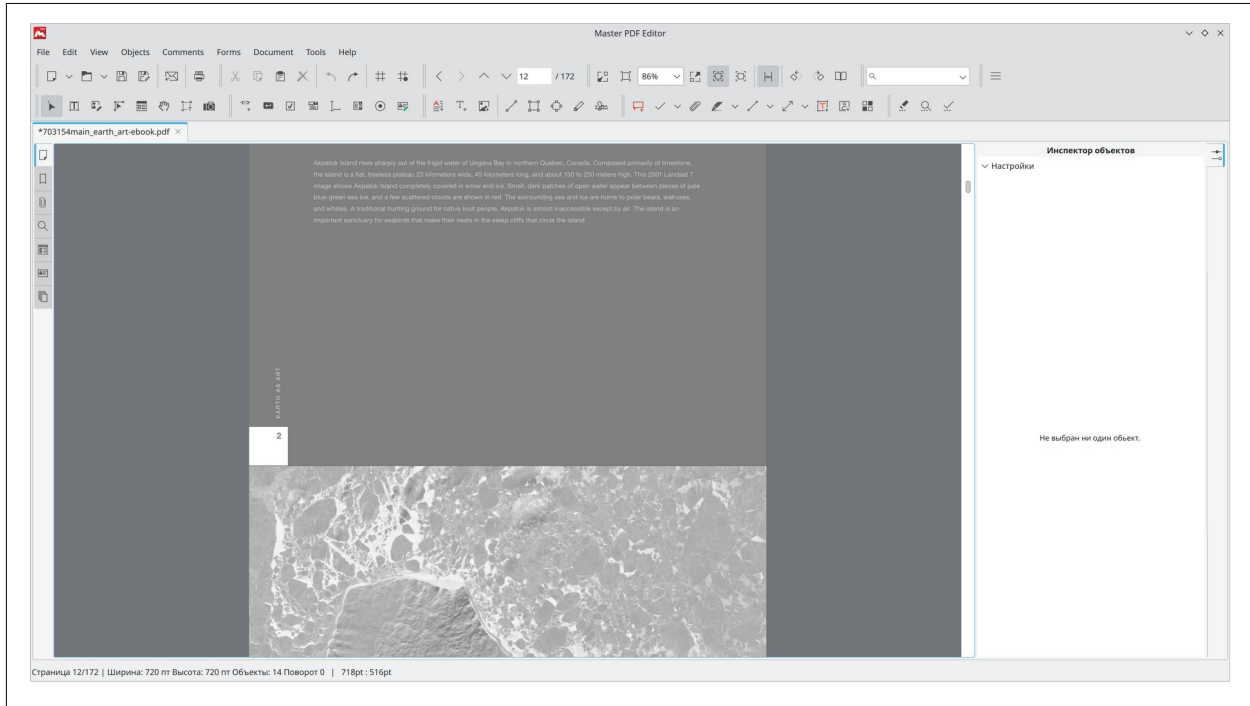 Master PDF Editor
File Edit View Objects Comments Forms Document Tools Help
12 / 172 86%
*703154main_earth_art-ebook.pdf
Akpatok Island rises sharply out of the frigid water of Ungava Bay in northern Quebec, Canada. Composed primarily of limestone,
the island is a flat, treeless plateau 23 kilometers wide, 45 kilometers long, and about 150 to 250 meters high. This 2001 Landsat 7
image shows Akpatok Island completely covered in snow and ice. Small, dark patches of open water appear between pieces of pale
blue-green sea ice, and a few scattered clouds are shown in red. The surrounding sea and ice are home to polar bears, walruses,
and whales. A traditional hunting ground for native Inuit people, Akpatok is almost inaccessible except by air. The island is an
important sanctuary for seabirds that make their nests in the steep cliffs that circle the island.
EARTH AS ART
2
Инспектор объектов
Настройки
Не выбран ни один объект.
Страница 12/172 | Ширина: 720 пт Высота: 720 пт Объекты: 14 Поворот 0 | 718pt : 516pt